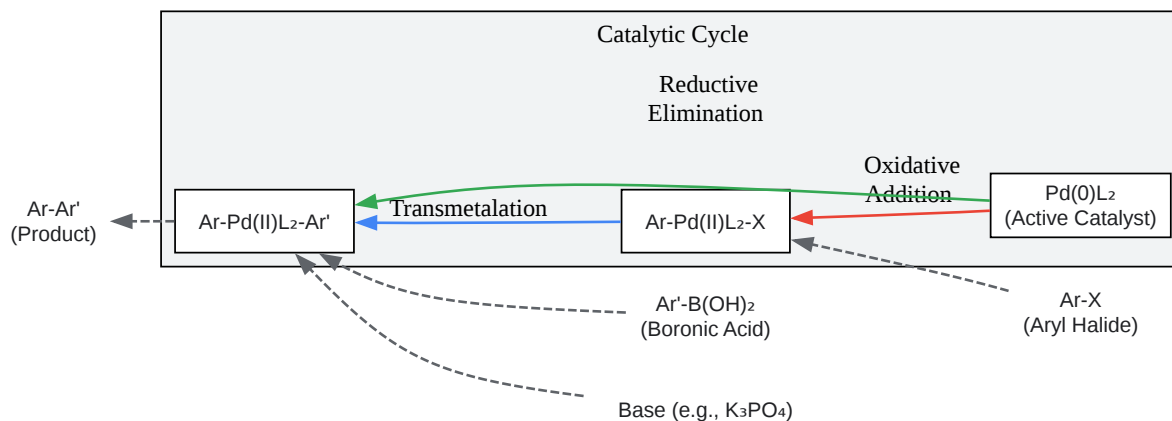 Catalytic Cycle
Reductive
Elimination
Oxidative
Addition
Pd(0)L₂
(Active Catalyst)
Ar-Ar'
(Product)
Ar-Pd(II)L₂-Ar'
Transmetalation
Ar-Pd(II)L₂-X
Ar'-B(OH)₂
(Boronic Acid)
Ar-X
(Aryl Halide)
Base (e.g., K₃PO₄)